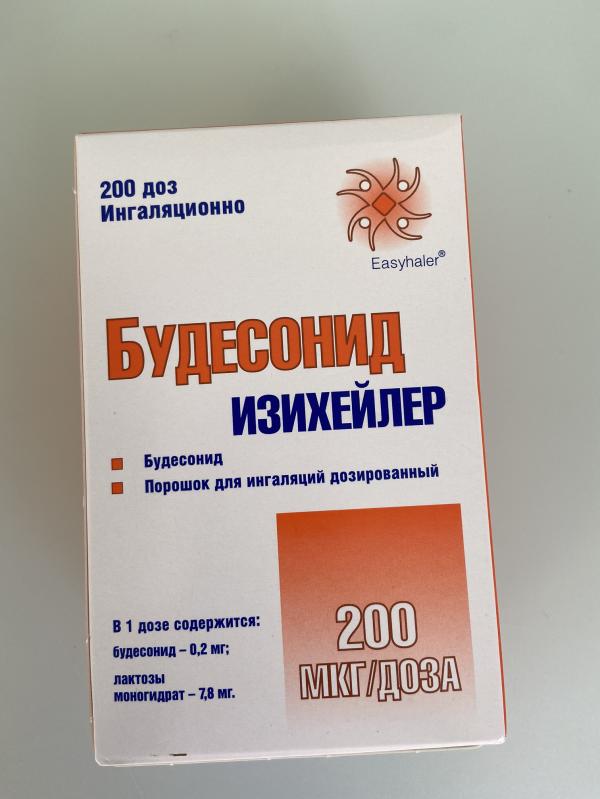 200 доз
Ингаляционно
Easyhaler®
БУДЕСОНИД
ИЗИХЕЙЛЕР
Будесонид
Порошок для ингаляций дозированный
В 1 дозе содержится:
будесонид – 0,2 мг;
лактозы
моногидрат – 7,8 мг.
200
МКГ/ДОЗА